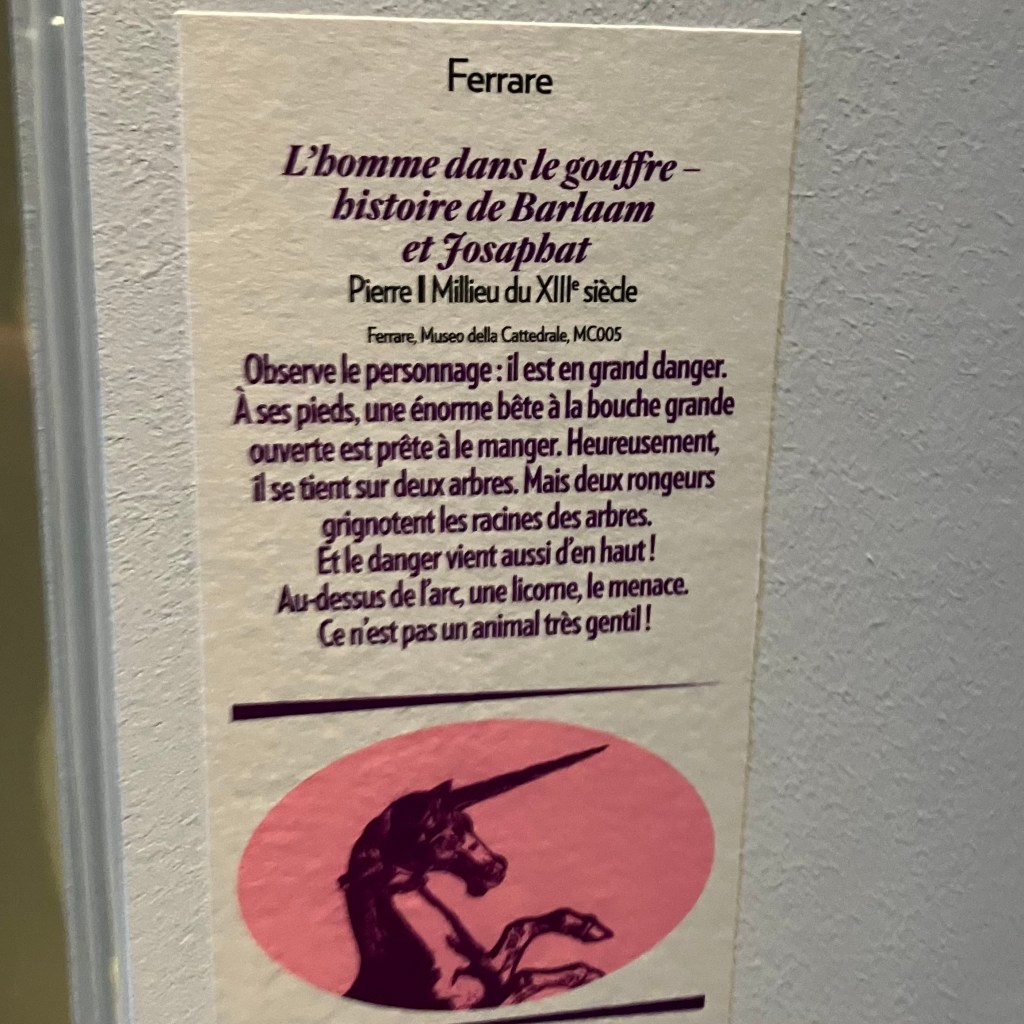 Ferrare
L'homme dans le gouffre –
histoire de Barlaam
et Josaphat
Pierre I Millieu du XIIIe siècle
Ferrare, Museo della Cattedrale, MC005
Observe le personnage : il est en grand danger.
À ses pieds, une énorme bête à la bouche grande
ouverte est prête à le manger. Heureusement,
il se tient sur deux arbres. Mais deux rongeurs
grignotent les racines des arbres.
Et le danger vient aussi d'en haut !
Au-dessus de l'arc, une licorne, le menace.
Ce n'est pas un animal très gentil !